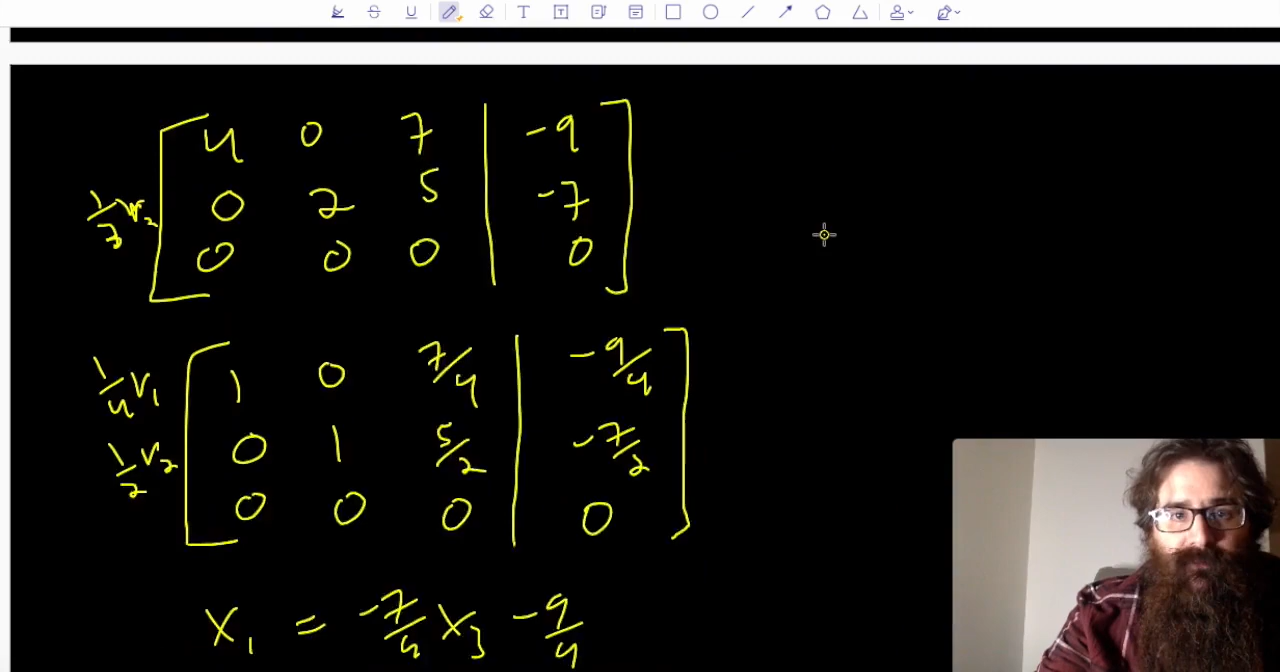 4 0 7 | -9
1/3 r2 0 2 5 | -7
0 0 0 | 0
1/4 r1 1 0 7/4 | -9/4
1/2 r2 0 1 5/2 | -7/2
0 0 0 | 0
x1 = -7/4 x3 - 9/4